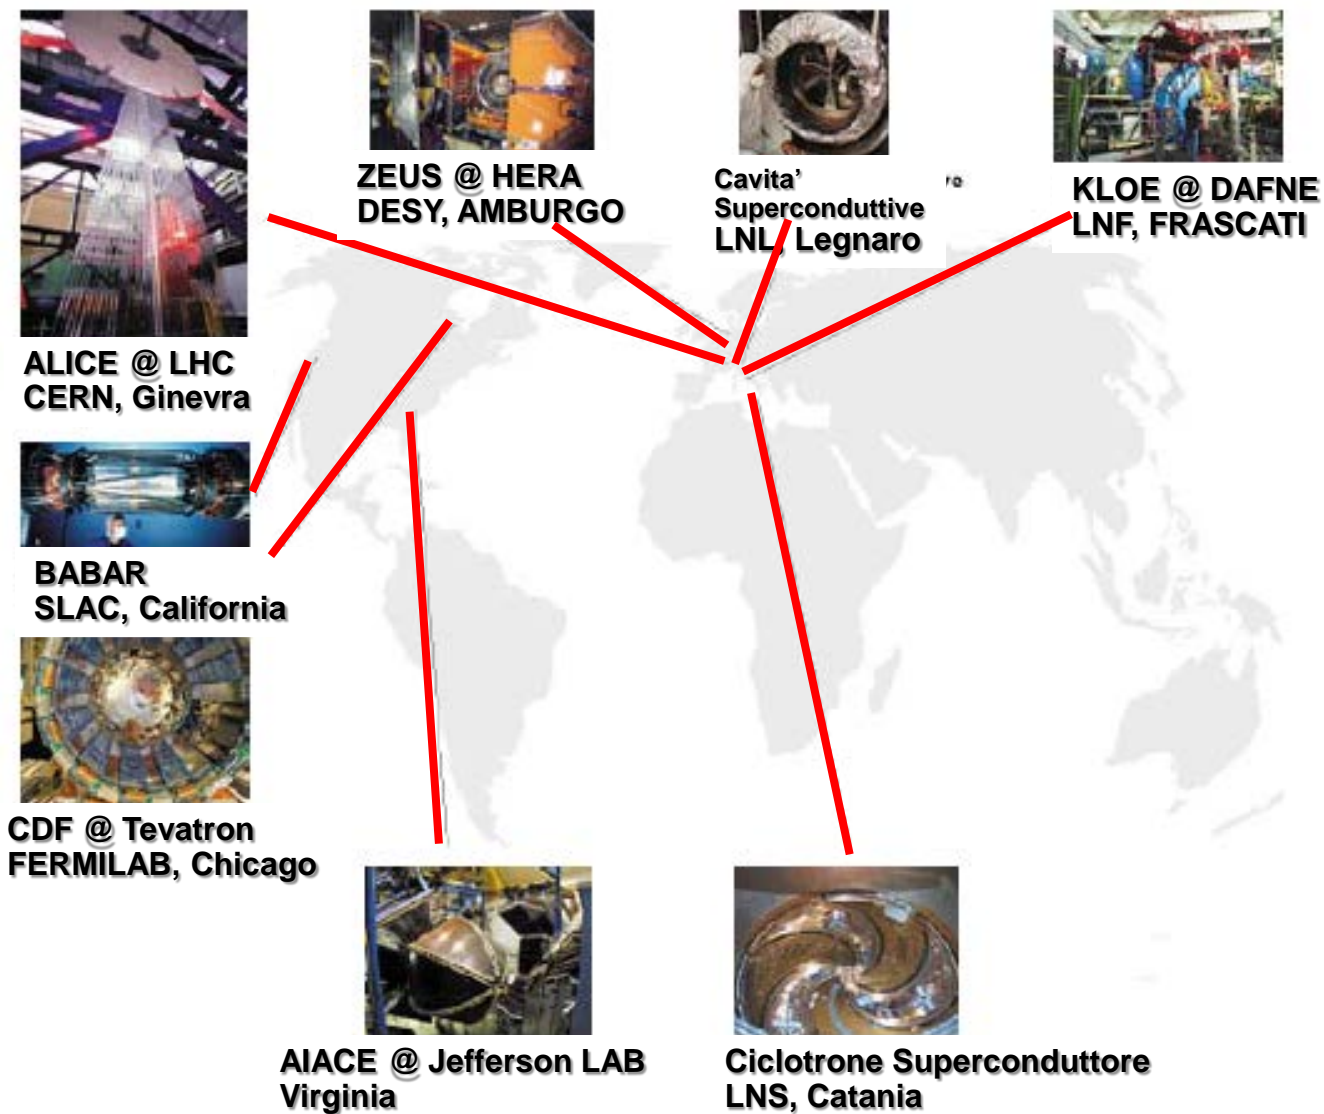 ZEUS @ HERA
DESY, AMBURGO
Cavita’
Superconduttive
LNL, Legnaro
KLOE @ DAFNE
LNF, FRASCATI
ALICE @ LHC
CERN, Ginevra
BABAR
SLAC, California
CDF @ Tevatron
FERMILAB, Chicago
AIACE @ Jefferson LAB
Virginia
Ciclotrone Superconduttore
LNS, Catania